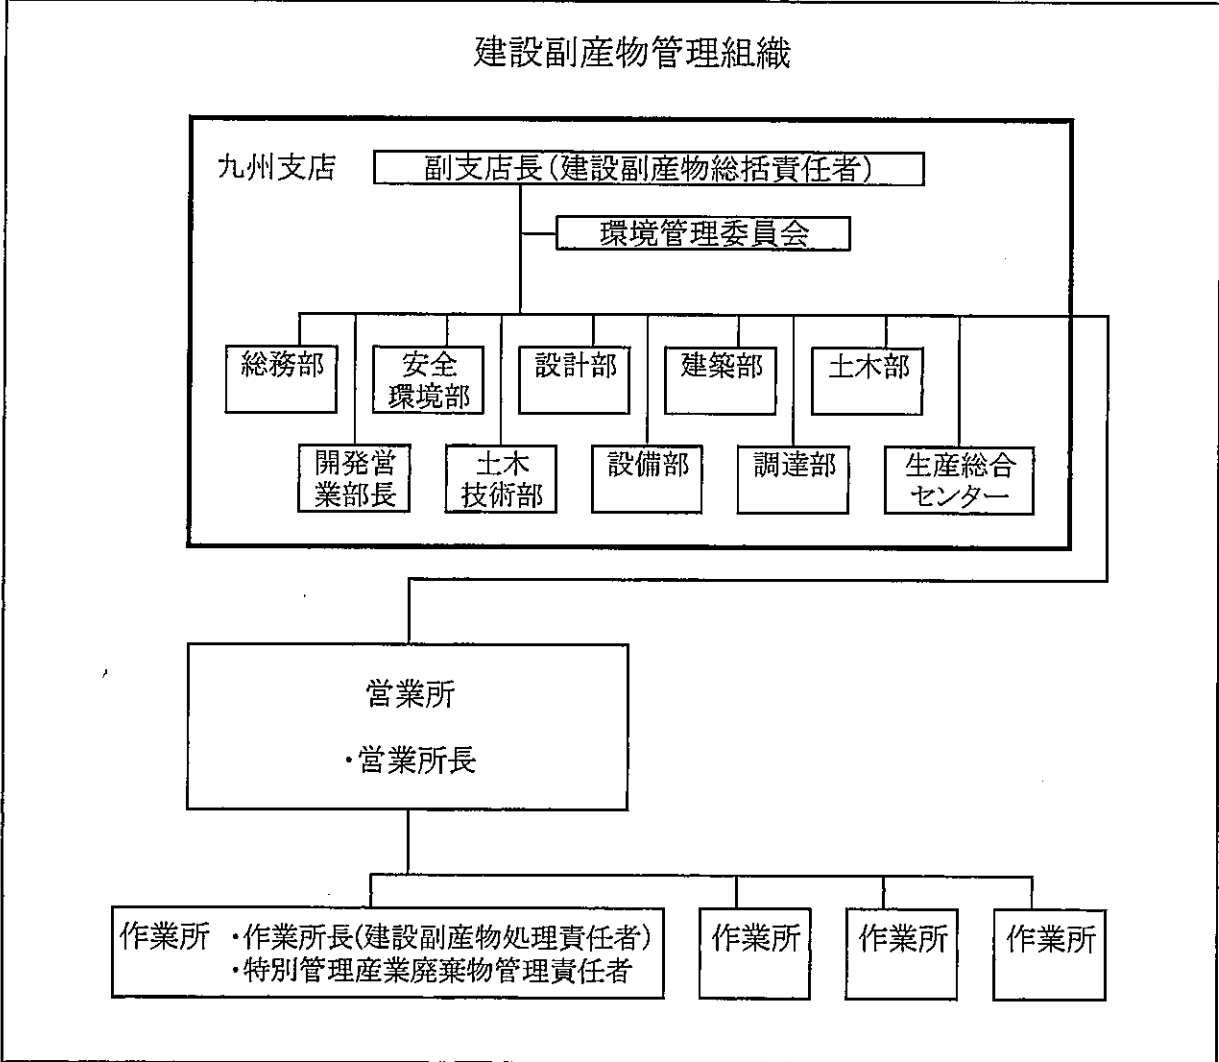 建設副産物管理組織
九州支店
副支店長(建設副産物総括責任者)
環境管理委員会
総務部
安全
環境部
設計部
建築部
土木部
開発営
業部長
土木
技術部
設備部
調達部
生産総合
センター
営業所
・営業所長
作業所
・作業所長(建設副産物処理責任者)
・特別管理産業廃棄物管理責任者
作業所
作業所
作業所